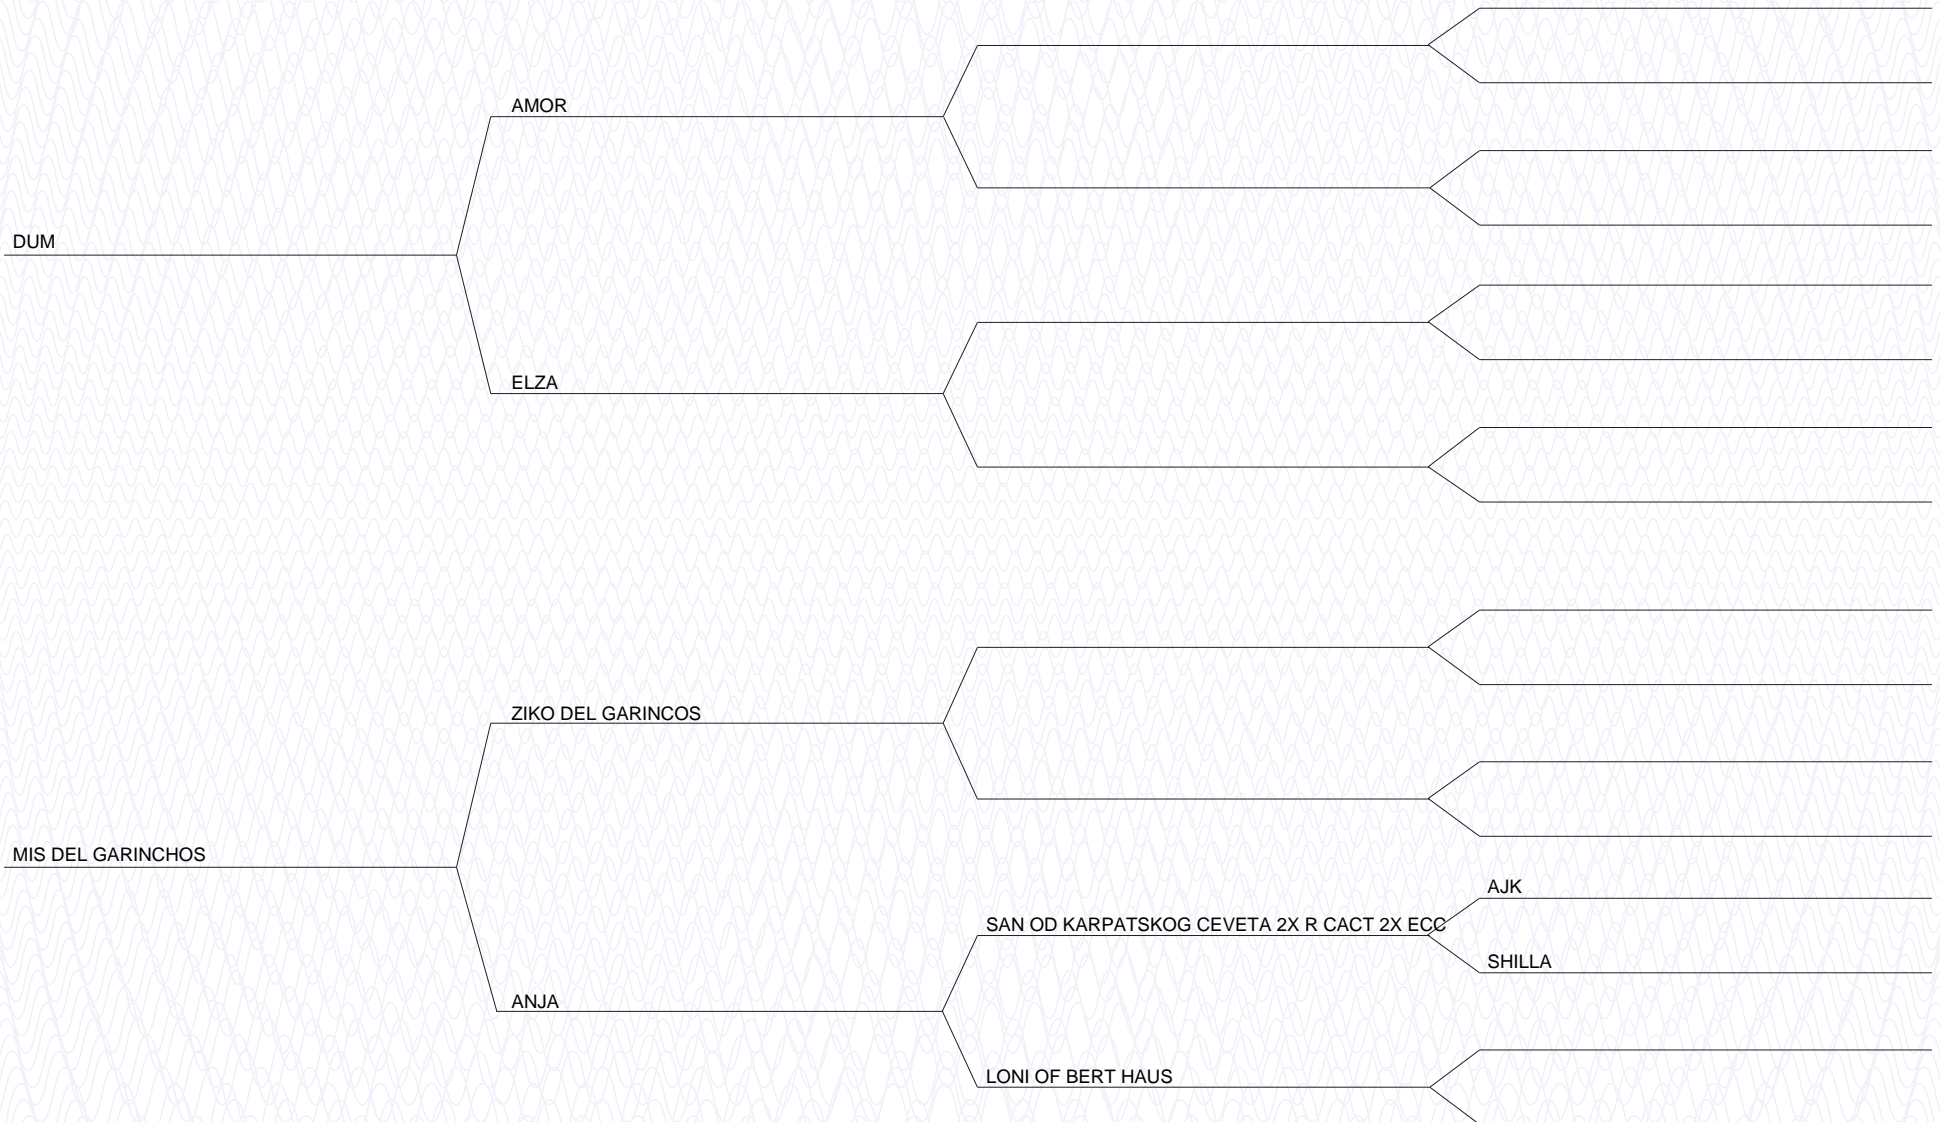 AMOR
DUM
ELZA
ZIKO DEL GARINCOS
MIS DEL GARINCHOS
AJK
SAN OD KARPATSKOG CEVETA 2X R CACT 2X ECC
SHILLA
ANJA
LONI OF BERT HAUS